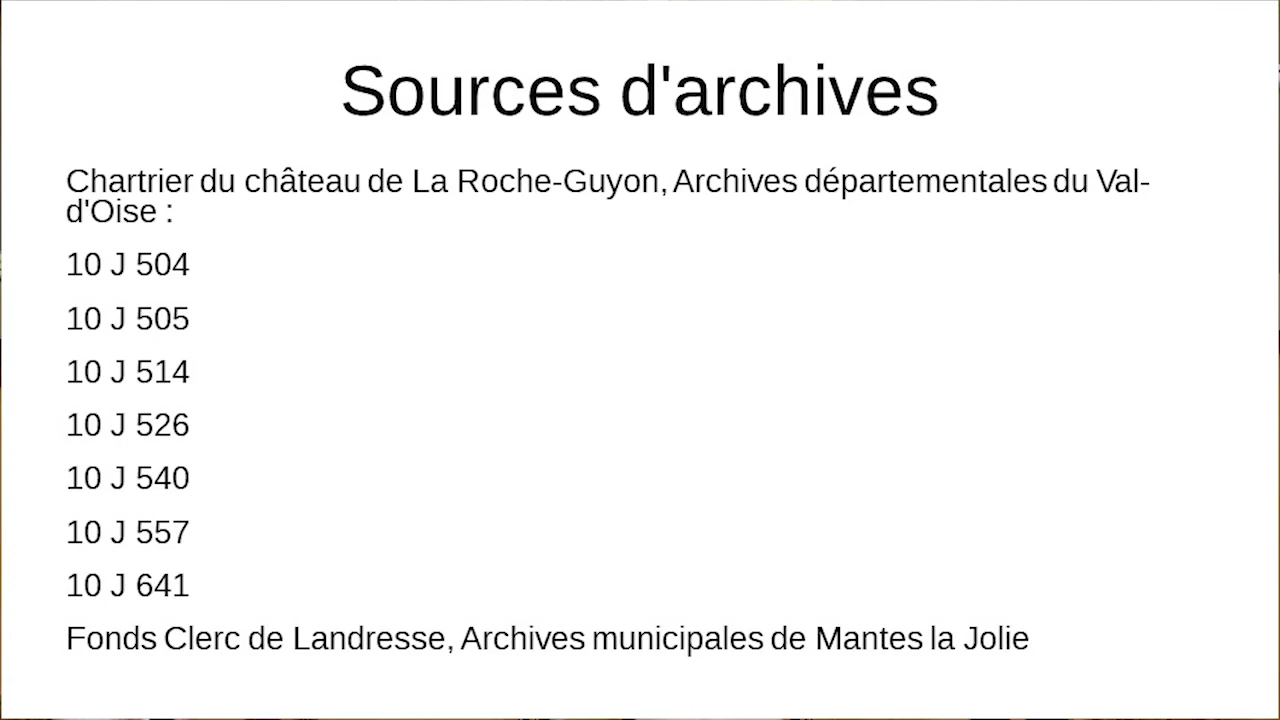 Sources d'archives
Chartrier du château de La Roche-Guyon, Archives départementales du Val-
d'Oise :
10 J 504
10 J 505
10 J 514
10 J 526
10 J 540
10 J 557
10 J 641
Fonds Clerc de Landresse, Archives municipales de Mantes la Jolie